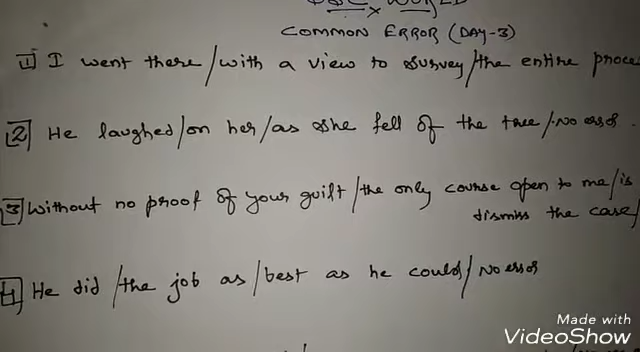 × WORLD
COMMON ERROR (DAY-3)
1 I went there/with a view to survey/the entire proce
2 He laughed/on her/as she fell of the tree/.No error.
3 Without no proof of your guilt/the only course open to me/is
dismiss the case/
4 He did/the job as/best as he could/No error
Made with
VideoShow